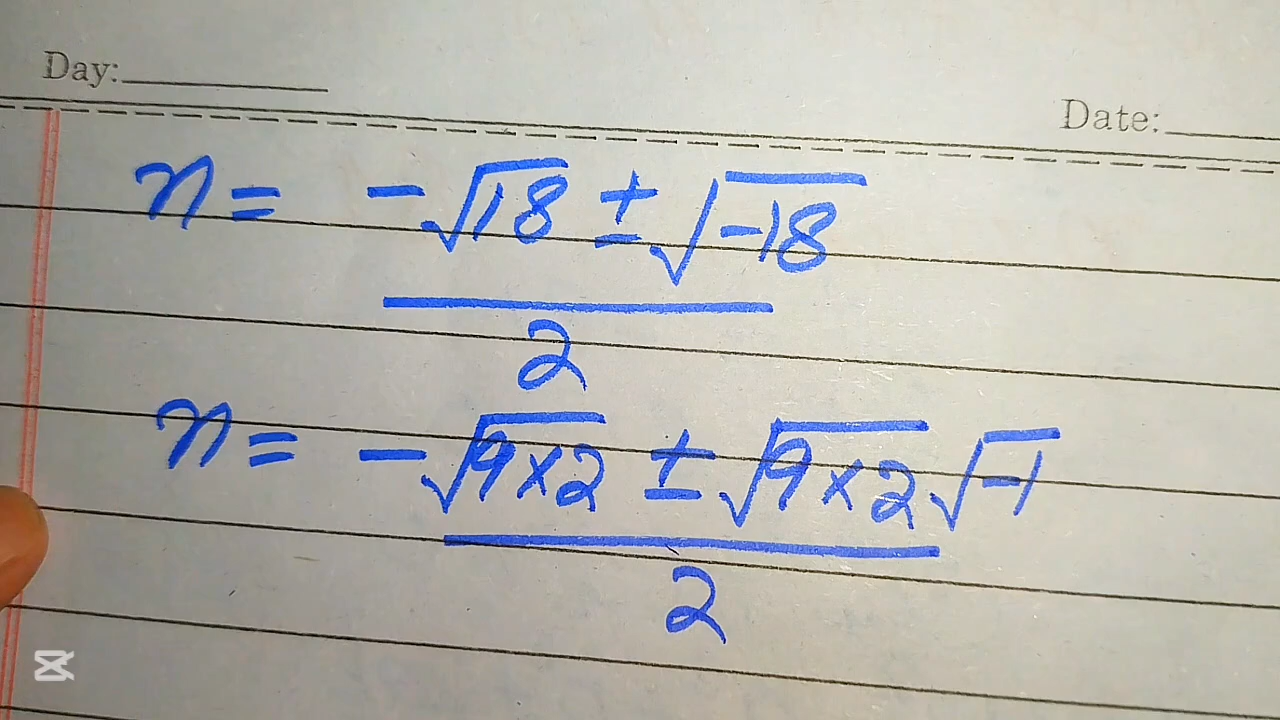 Day:
Date:
n = -√18 ± √-18
2
n = -√9×2 ± √9×2 √-1
2